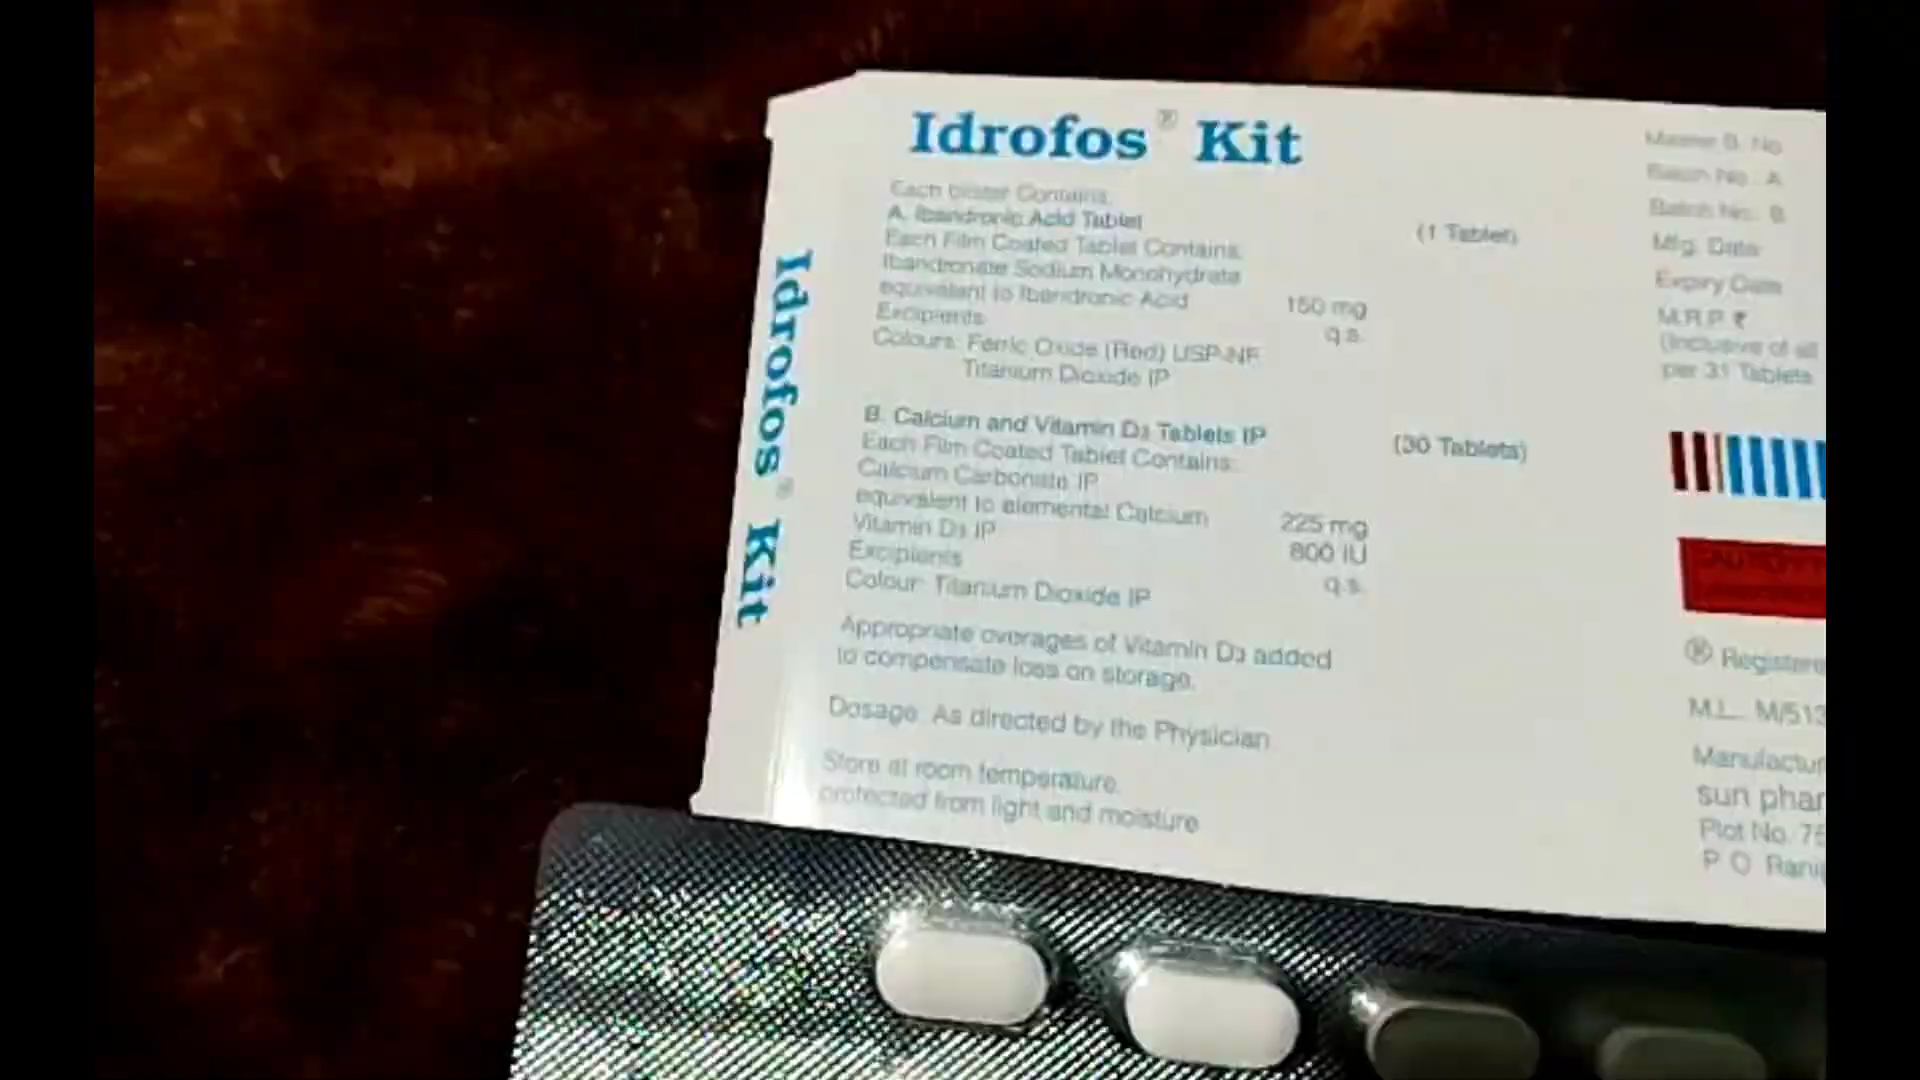 Idrofos® Kit
Each blister Contains:
A. Ibandronic Acid Tablet (1 Tablet)
Each Film Coated Tablet Contains:
Ibandronate Sodium Monohydrate
equivalent to Ibandronic Acid 150 mg
Excipients q.s.
Colours: Ferric Oxide (Red) USP-NF
Titanium Dioxide IP
B. Calcium and Vitamin D3 Tablets IP (30 Tablets)
Each Film Coated Tablet Contains:
Calcium Carbonate IP
equivalent to elemental Calcium 225 mg
Vitamin D3 IP 800 IU
Excipients q.s.
Colour: Titanium Dioxide IP
Appropriate overages of Vitamin D3 added
to compensate loss on storage.
Dosage: As directed by the Physician
Store at room temperature,
protected from light and moisture
Idrofos® Kit
Master B. No
Batch No. A
Batch No. B
Mfg. Date
Expiry Date
M.R.P. ₹
(Inclusive of all
per 31 Tablets
® Registere
M.L. M/513
Manufactur
sun phar
Plot No. 75
P.O. Rani